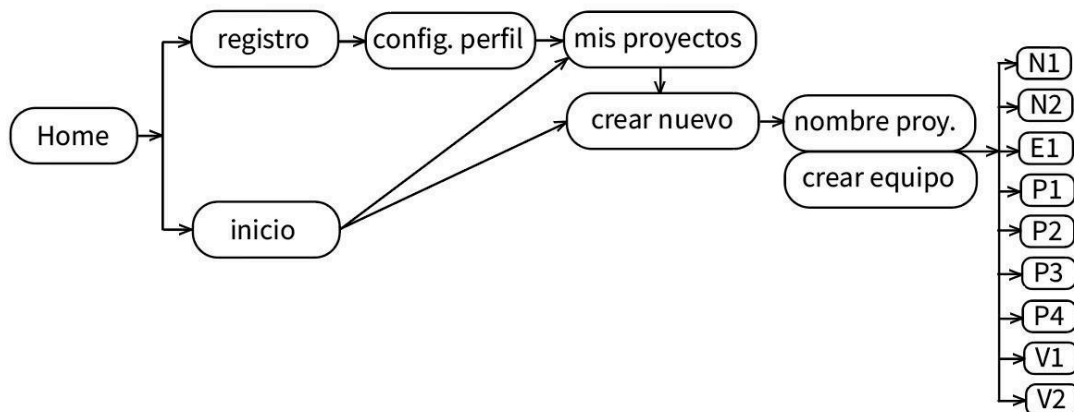 Home
registro
config. perfil
mis proyectos
inicio
crear nuevo
nombre proy.
crear equipo
N1
N2
E1
P1
P2
P3
P4
V1
V2